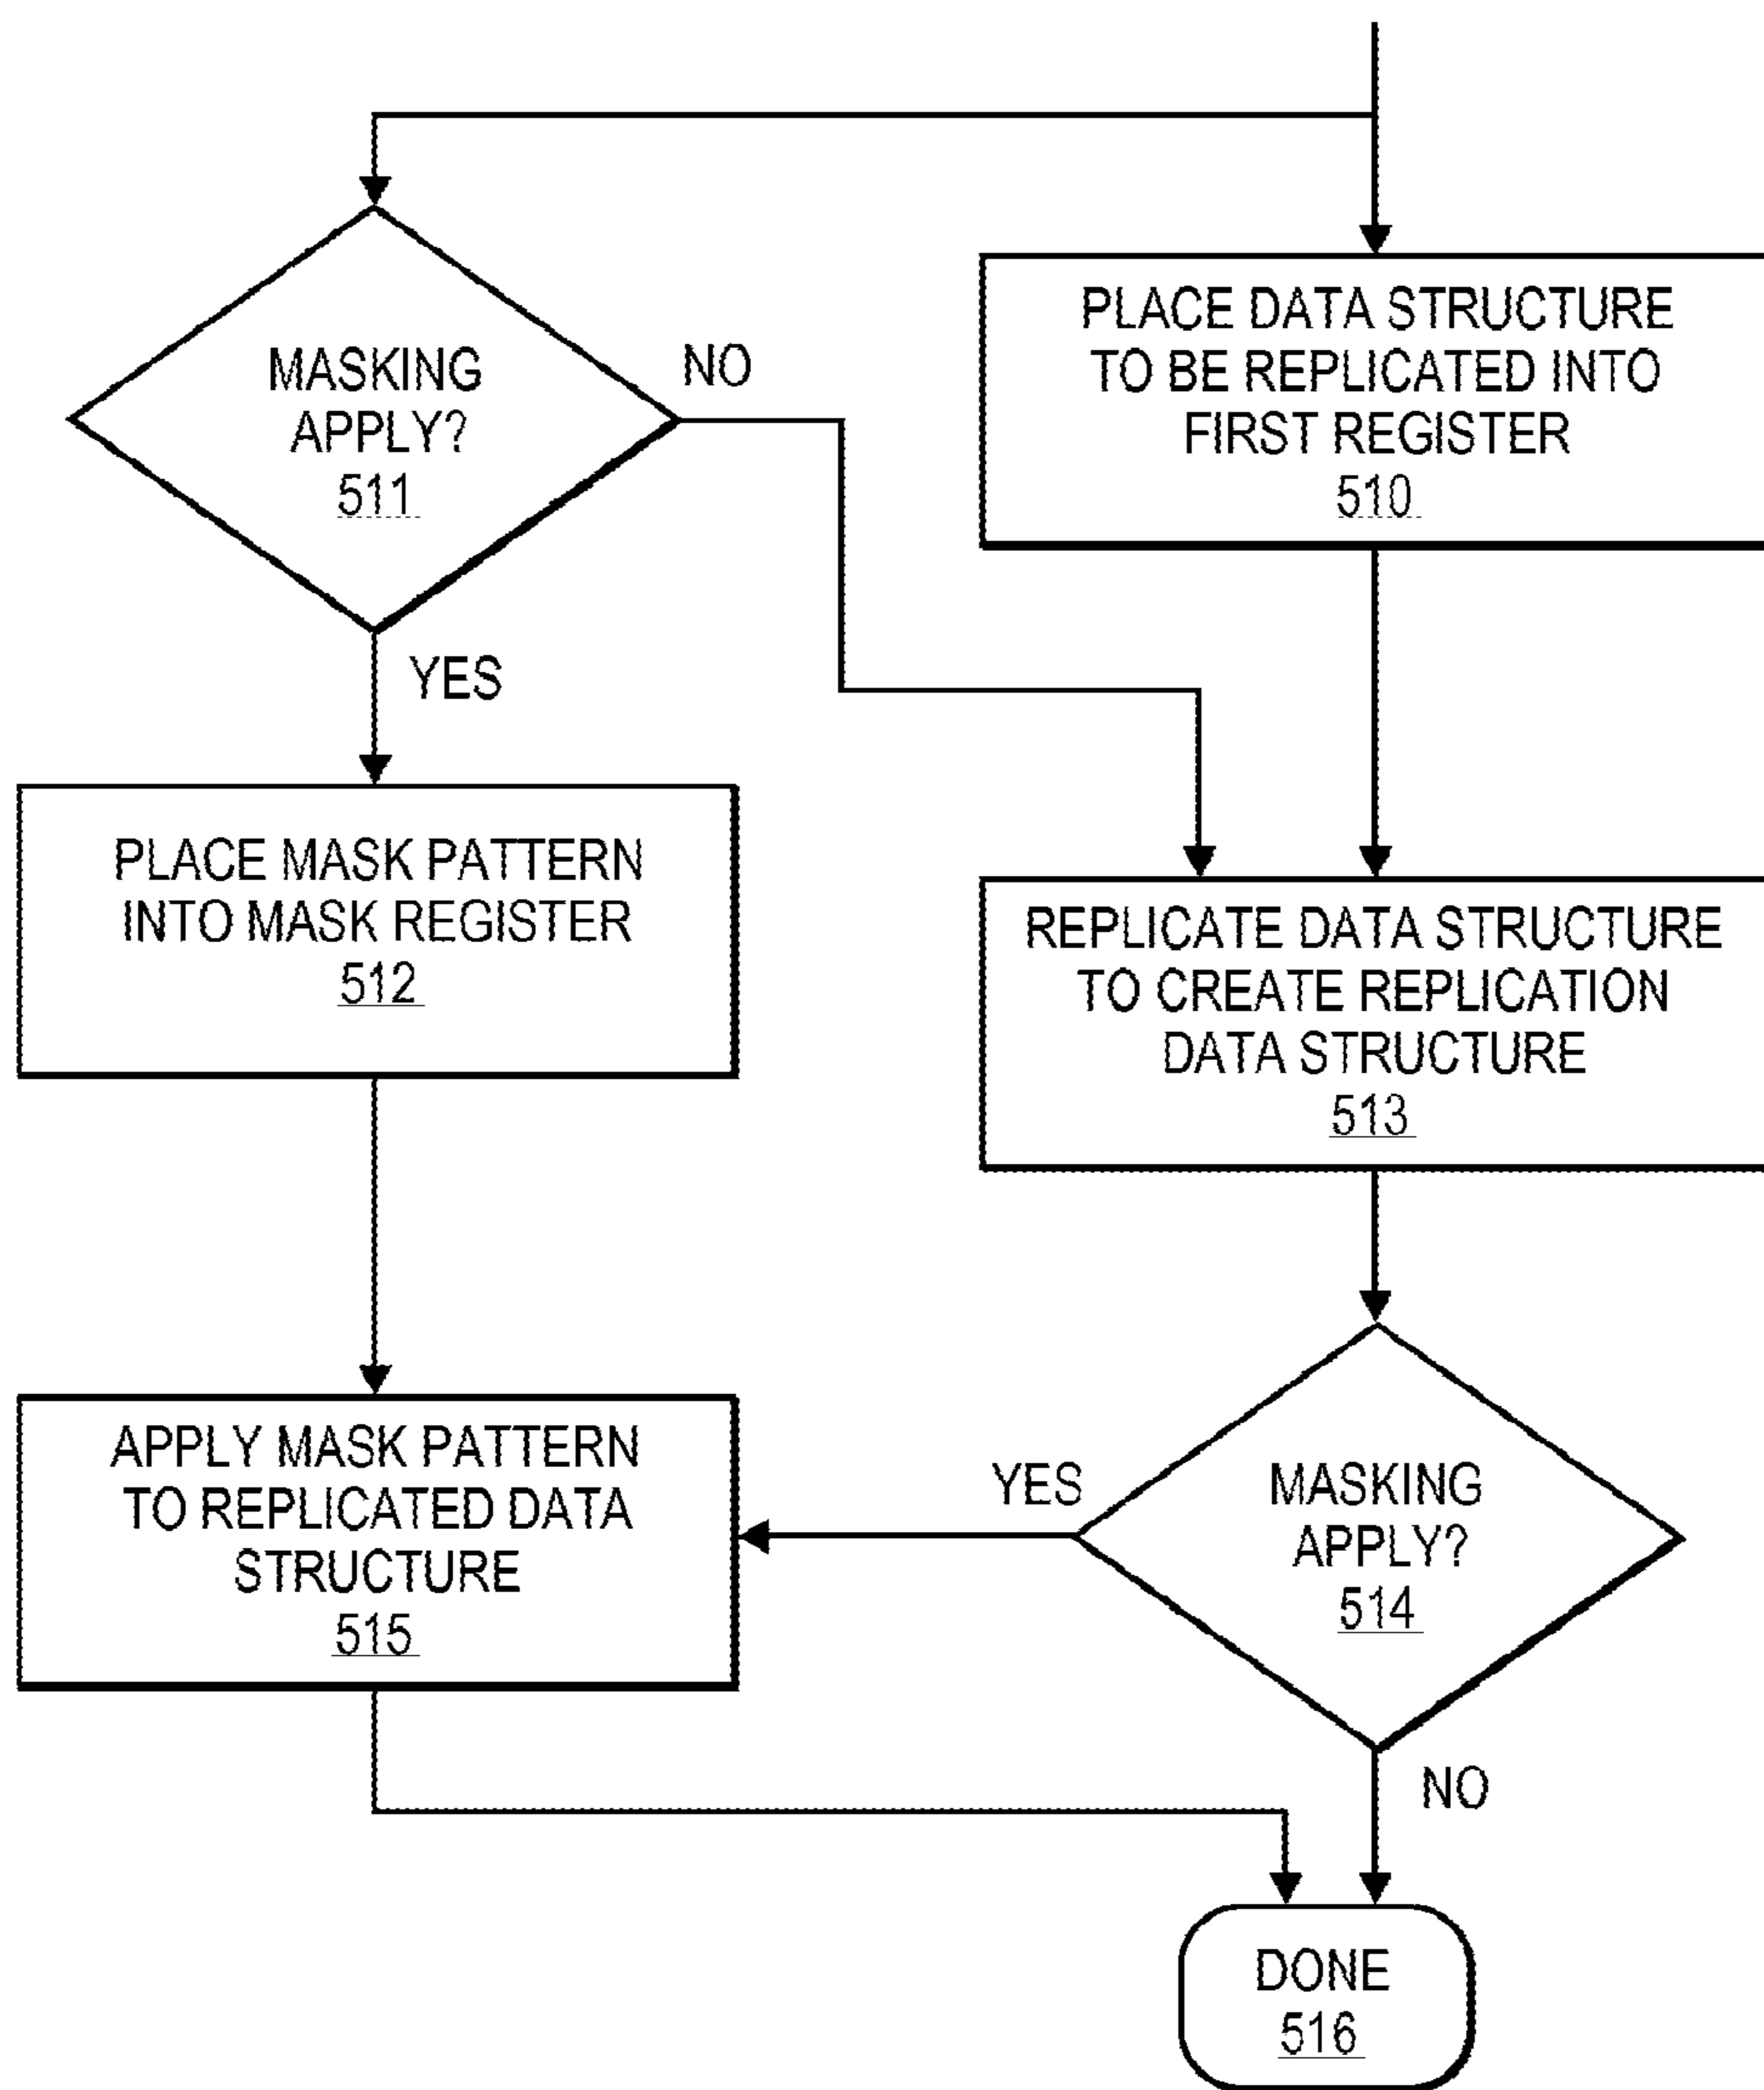 MASKING
APPLY?
511
NO
YES
PLACE DATA STRUCTURE
TO BE REPLICATED INTO
FIRST REGISTER
510
PLACE MASK PATTERN
INTO MASK REGISTER
512
REPLICATE DATA STRUCTURE
TO CREATE REPLICATION
DATA STRUCTURE
513
APPLY MASK PATTERN
TO REPLICATED DATA
STRUCTURE
515
YES
MASKING
APPLY?
514
NO
DONE
516